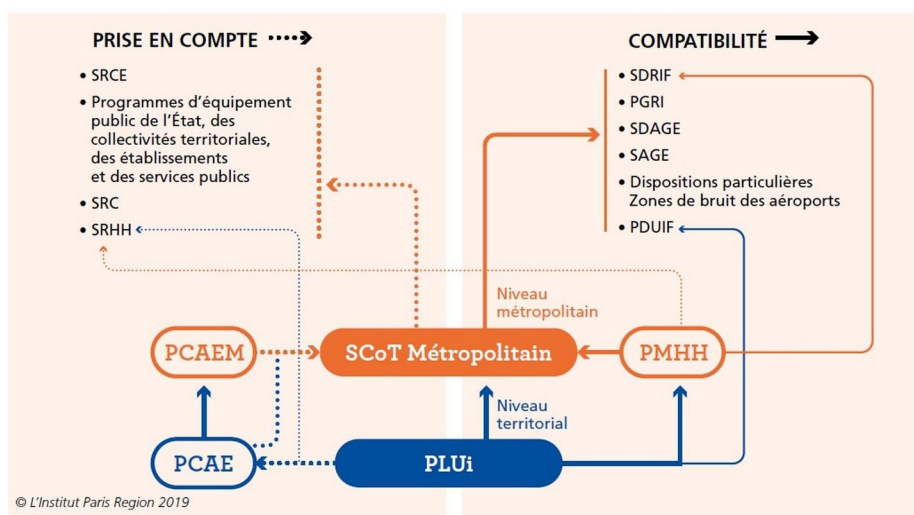 PRISE EN COMPTE
• SRCE
• Programmes d'équipement
public de l'État, des
collectivités territoriales,
des établissements
et des services publics
• SRC
• SRHH
COMPATIBILITÉ
• SDRIF
• PGRI
• SDAGE
• SAGE
• Dispositions particulières
Zones de bruit des aéroports
• PDUIF
Niveau
métropolitain
PCAEM
SCoT Métropolitain
PMHH
Niveau
territorial
PCAE
PLUi
© L'Institut Paris Region 2019